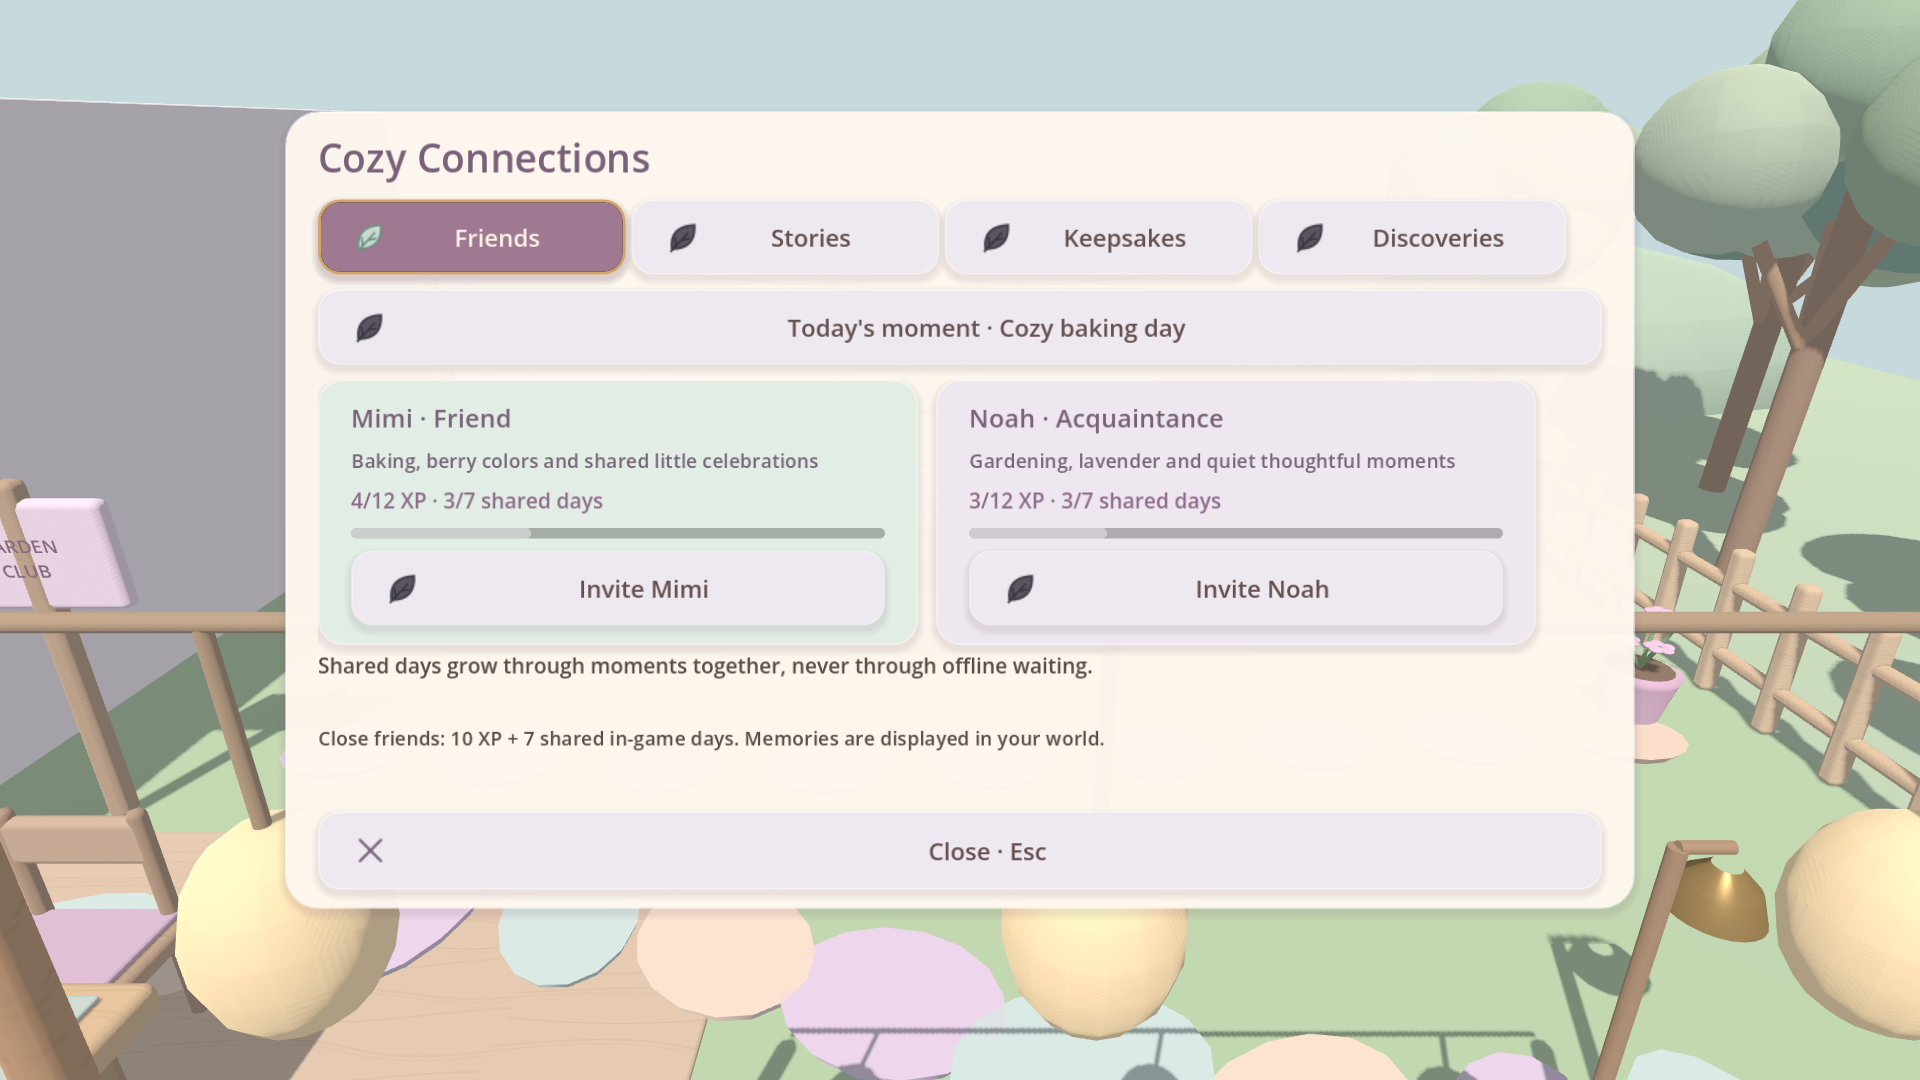 Cozy Connections
Friends
Stories
Keepsakes
Discoveries
Today's moment · Cozy baking day
Mimi · Friend
Baking, berry colors and shared little celebrations
4/12 XP · 3/7 shared days
Invite Mimi
Noah · Acquaintance
Gardening, lavender and quiet thoughtful moments
3/12 XP · 3/7 shared days
Invite Noah
Shared days grow through moments together, never through offline waiting.
Close friends: 10 XP + 7 shared in-game days. Memories are displayed in your world.
Close · Esc
CLUB